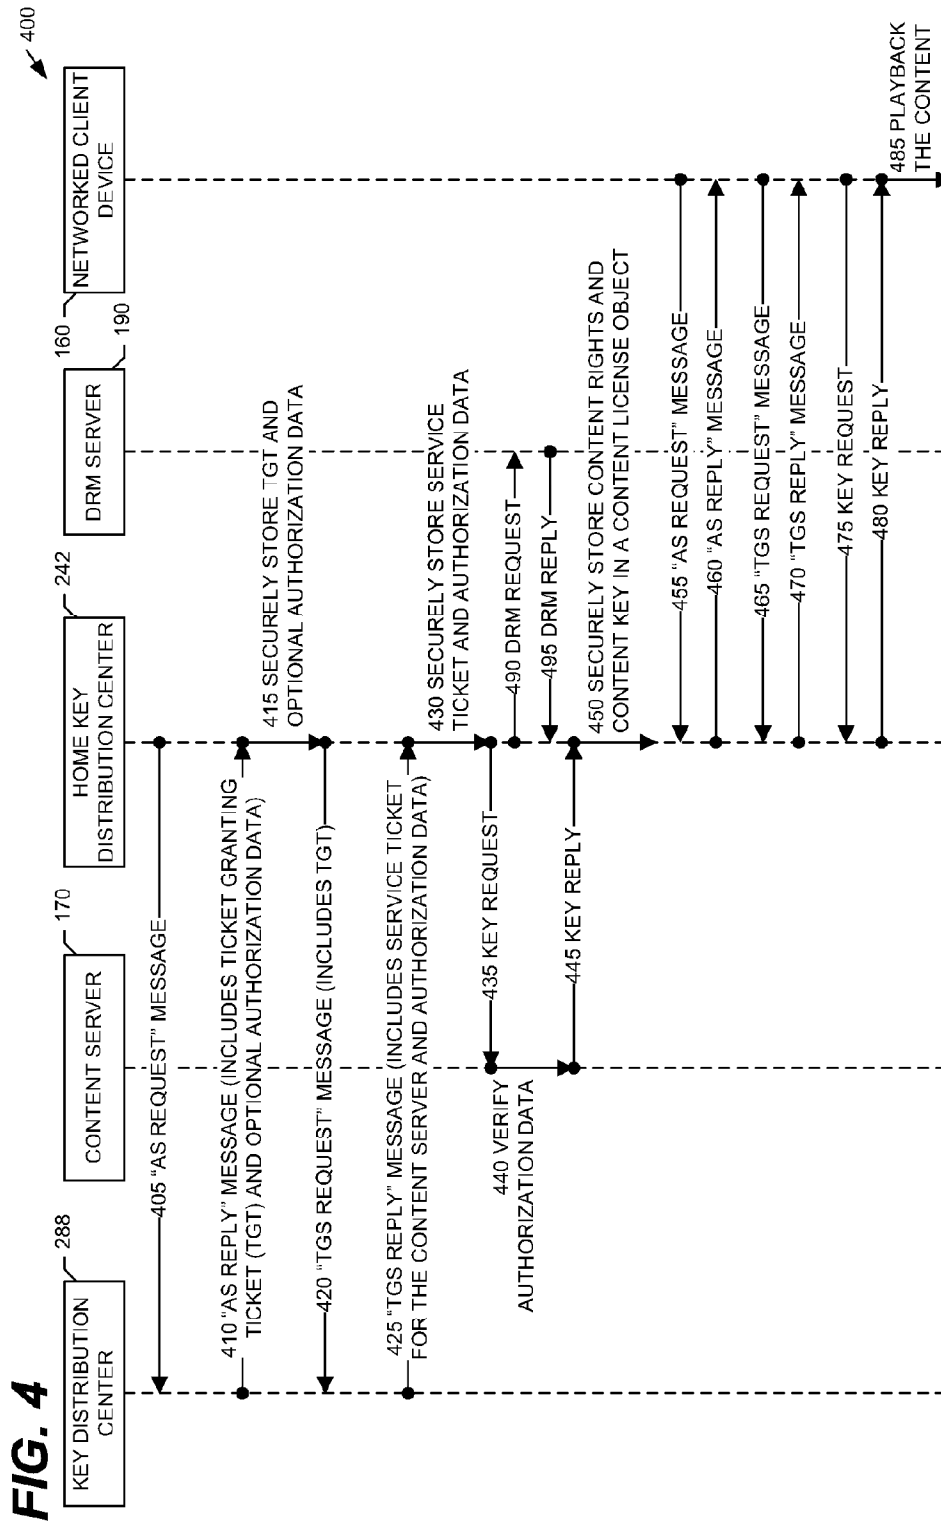 FIG. 4
400
KEY DISTRIBUTION
CENTER
288
CONTENT SERVER
170
HOME KEY
DISTRIBUTION CENTER
242
DRM SERVER
190
NETWORKED CLIENT
DEVICE
160
405 “AS REQUEST” MESSAGE
410 “AS REPLY” MESSAGE (INCLUDES TICKET GRANTING
TICKET (TGT) AND OPTIONAL AUTHORIZATION DATA)
415 SECURELY STORE TGT AND
OPTIONAL AUTHORIZATION DATA
420 “TGS REQUEST” MESSAGE (INCLUDES TGT)
425 “TGS REPLY” MESSAGE (INCLUDES SERVICE TICKET
FOR THE CONTENT SERVER AND AUTHORIZATION DATA)
430 SECURELY STORE SERVICE
TICKET AND AUTHORIZATION DATA
435 KEY REQUEST
490 DRM REQUEST
440 VERIFY
AUTHORIZATION DATA
495 DRM REPLY
445 KEY REPLY
450 SECURELY STORE CONTENT RIGHTS AND
CONTENT KEY IN A CONTENT LICENSE OBJECT
455 “AS REQUEST” MESSAGE
460 “AS REPLY” MESSAGE
465 “TGS REQUEST” MESSAGE
470 “TGS REPLY” MESSAGE
475 KEY REQUEST
480 KEY REPLY
485 PLAYBACK
THE CONTENT